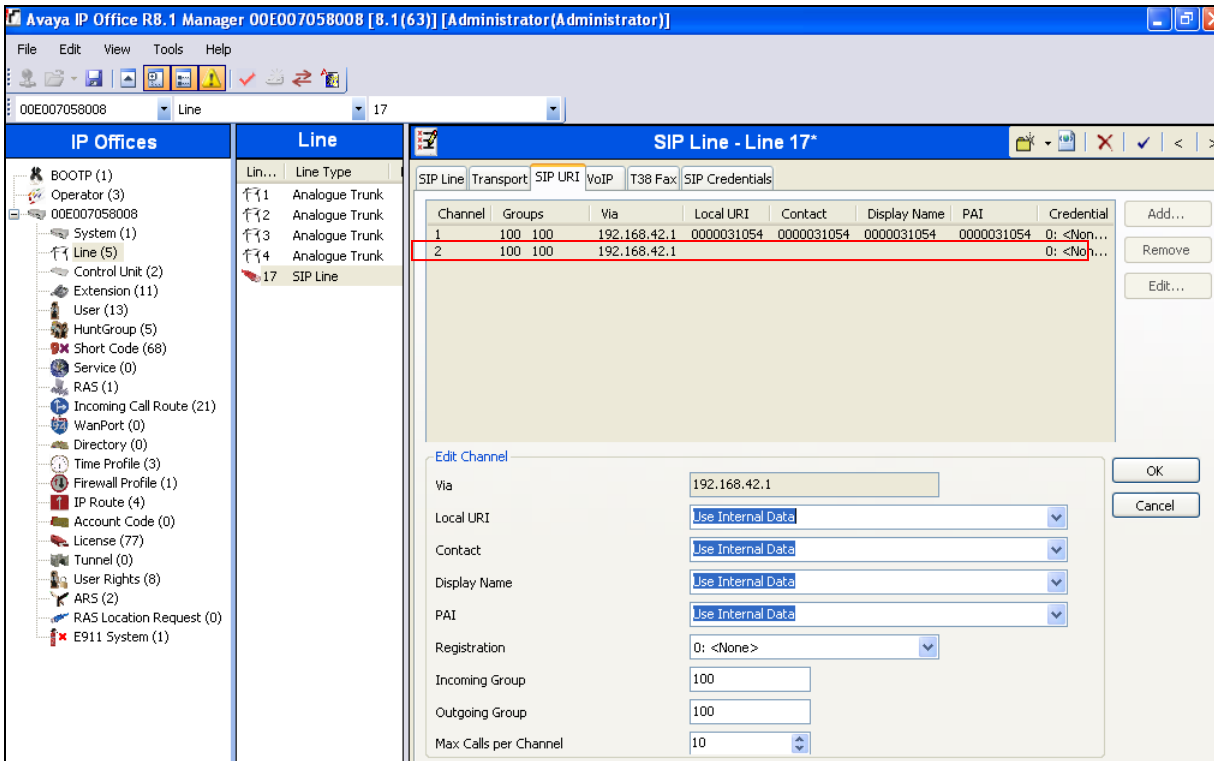 Avaya IP Office R8.1 Manager 00E007058008 [8.1(63)] [Administrator(Administrator)]
File Edit View Tools Help
00E007058008 Line 17
IP Offices
BOOTP (1)
Operator (3)
00E007058008
System (1)
Line (5)
Control Unit (2)
Extension (11)
User (13)
HuntGroup (5)
Short Code (68)
Service (0)
RAS (1)
Incoming Call Route (21)
WanPort (0)
Directory (0)
Time Profile (3)
Firewall Profile (1)
IP Route (4)
Account Code (0)
License (77)
Tunnel (0)
User Rights (8)
ARS (2)
RAS Location Request (0)
E911 System (1)
Line
Lin... Line Type
1 Analogue Trunk
2 Analogue Trunk
3 Analogue Trunk
4 Analogue Trunk
17 SIP Line
SIP Line - Line 17*
SIP Line Transport SIP URI VoIP T38 Fax SIP Credentials
Channel Groups Via Local URI Contact Display Name PAI Credential
1 100 100 192.168.42.1 0000031054 0000031054 0000031054 0000031054 0: <Non...
2 100 100 192.168.42.1 0: <Non...
Add...
Remove
Edit...
Edit Channel
Via 192.168.42.1
Local URI Use Internal Data
Contact Use Internal Data
Display Name Use Internal Data
PAI Use Internal Data
Registration 0: <None>
Incoming Group 100
Outgoing Group 100
Max Calls per Channel 10
OK
Cancel